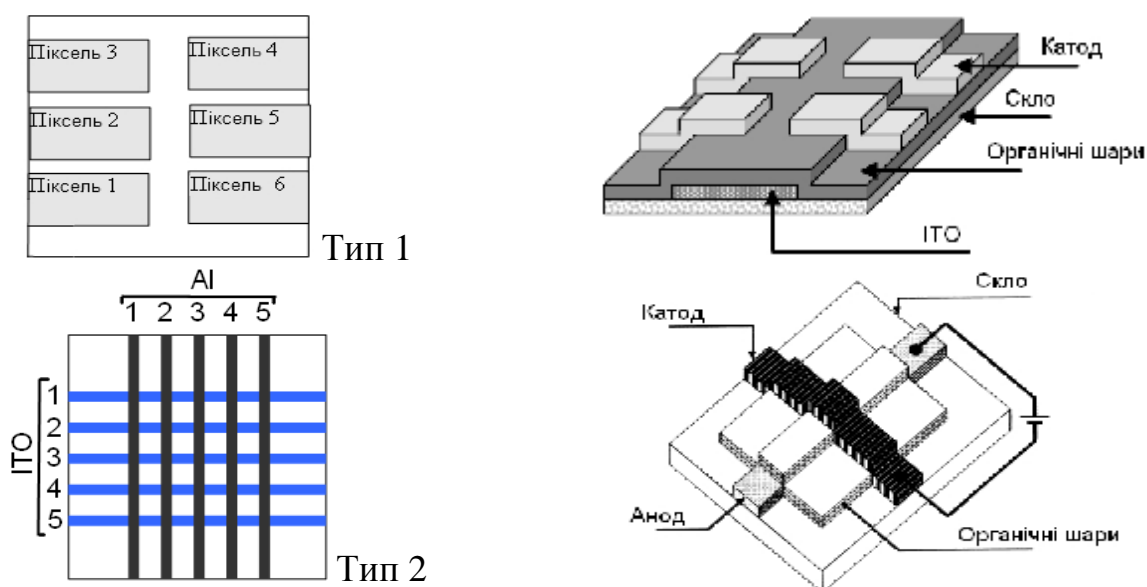 Піксель 3
Піксель 4
Піксель 2
Піксель 5
Піксель 1
Піксель 6
Тип 1
Катод
Скло
Органічні шари
ITO
Al
1 2 3 4 5
ITO
1
2
3
4
5
Тип 2
Скло
Катод
Анод
Органічні шари